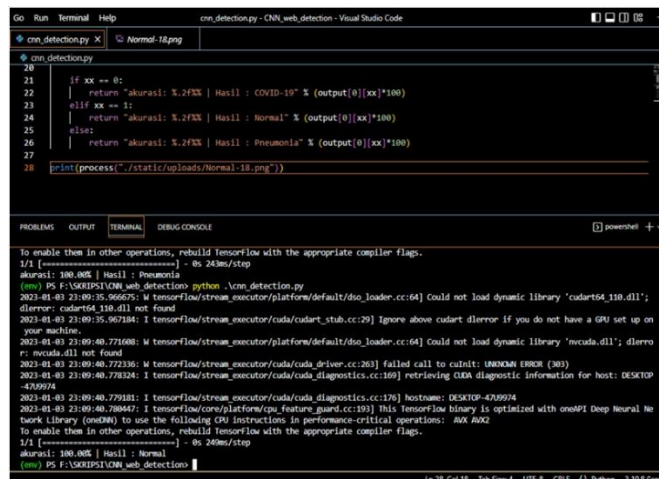 Go Run Terminal Help cnn_detection.py - CNN_web_detection - Visual Studio Code
cnn_detection.py X Normal-18.png
cnn_detection.py
20
21 if xx == 0:
22 return "akurasi: %.2f%% | Hasil : COVID-19" % (output[0][xx]*100)
23 elif xx == 1:
24 return "akurasi: %.2f%% | Hasil : Normal" % (output[0][xx]*100)
25 else:
26 return "akurasi: %.2f%% | Hasil : Pneumonia" % (output[0][xx]*100)
27
28 print(process("./static/uploads/Normal-18.png"))
PROBLEMS OUTPUT TERMINAL DEBUG CONSOLE powershell
To enable them in other operations, rebuild TensorFlow with the appropriate compiler flags.
1/1 [==============================] - 0s 243ms/step
akurasi: 100.00% | Hasil : Pneumonia
(env) PS F:\SKRIPSI\CNN_web_detection> python .\cnn_detection.py
2023-01-03 23:09:35.966675: W tensorflow/stream_executor/platform/default/dso_loader.cc:64] Could not load dynamic library 'cudart64_110.dll';
dlerror: cudart64_110.dll not found
2023-01-03 23:09:35.967184: I tensorflow/stream_executor/cuda/cudart_stub.cc:29] Ignore above cudart dlerror if you do not have a GPU set up on
your machine.
2023-01-03 23:09:40.771608: W tensorflow/stream_executor/platform/default/dso_loader.cc:64] Could not load dynamic library 'nvcuda.dll'; dlerro
r: nvcuda.dll not found
2023-01-03 23:09:40.772336: W tensorflow/stream_executor/cuda/cuda_driver.cc:263] failed call to cuInit: UNKNOWN ERROR (303)
2023-01-03 23:09:40.778324: I tensorflow/stream_executor/cuda/cuda_diagnostics.cc:169] retrieving CUDA diagnostic information for host: DESKTOP
-47U9974
2023-01-03 23:09:40.779181: I tensorflow/stream_executor/cuda/cuda_diagnostics.cc:176] hostname: DESKTOP-47U9974
2023-01-03 23:09:40.780447: I tensorflow/core/platform/cpu_feature_guard.cc:193] This TensorFlow binary is optimized with oneAPI Deep Neural Ne
twork Library (oneDNN) to use the following CPU instructions in performance-critical operations: AVX AVX2
To enable them in other operations, rebuild TensorFlow with the appropriate compiler flags.
1/1 [==============================] - 0s 249ms/step
akurasi: 100.00% | Hasil : Normal
(env) PS F:\SKRIPSI\CNN_web_detection>